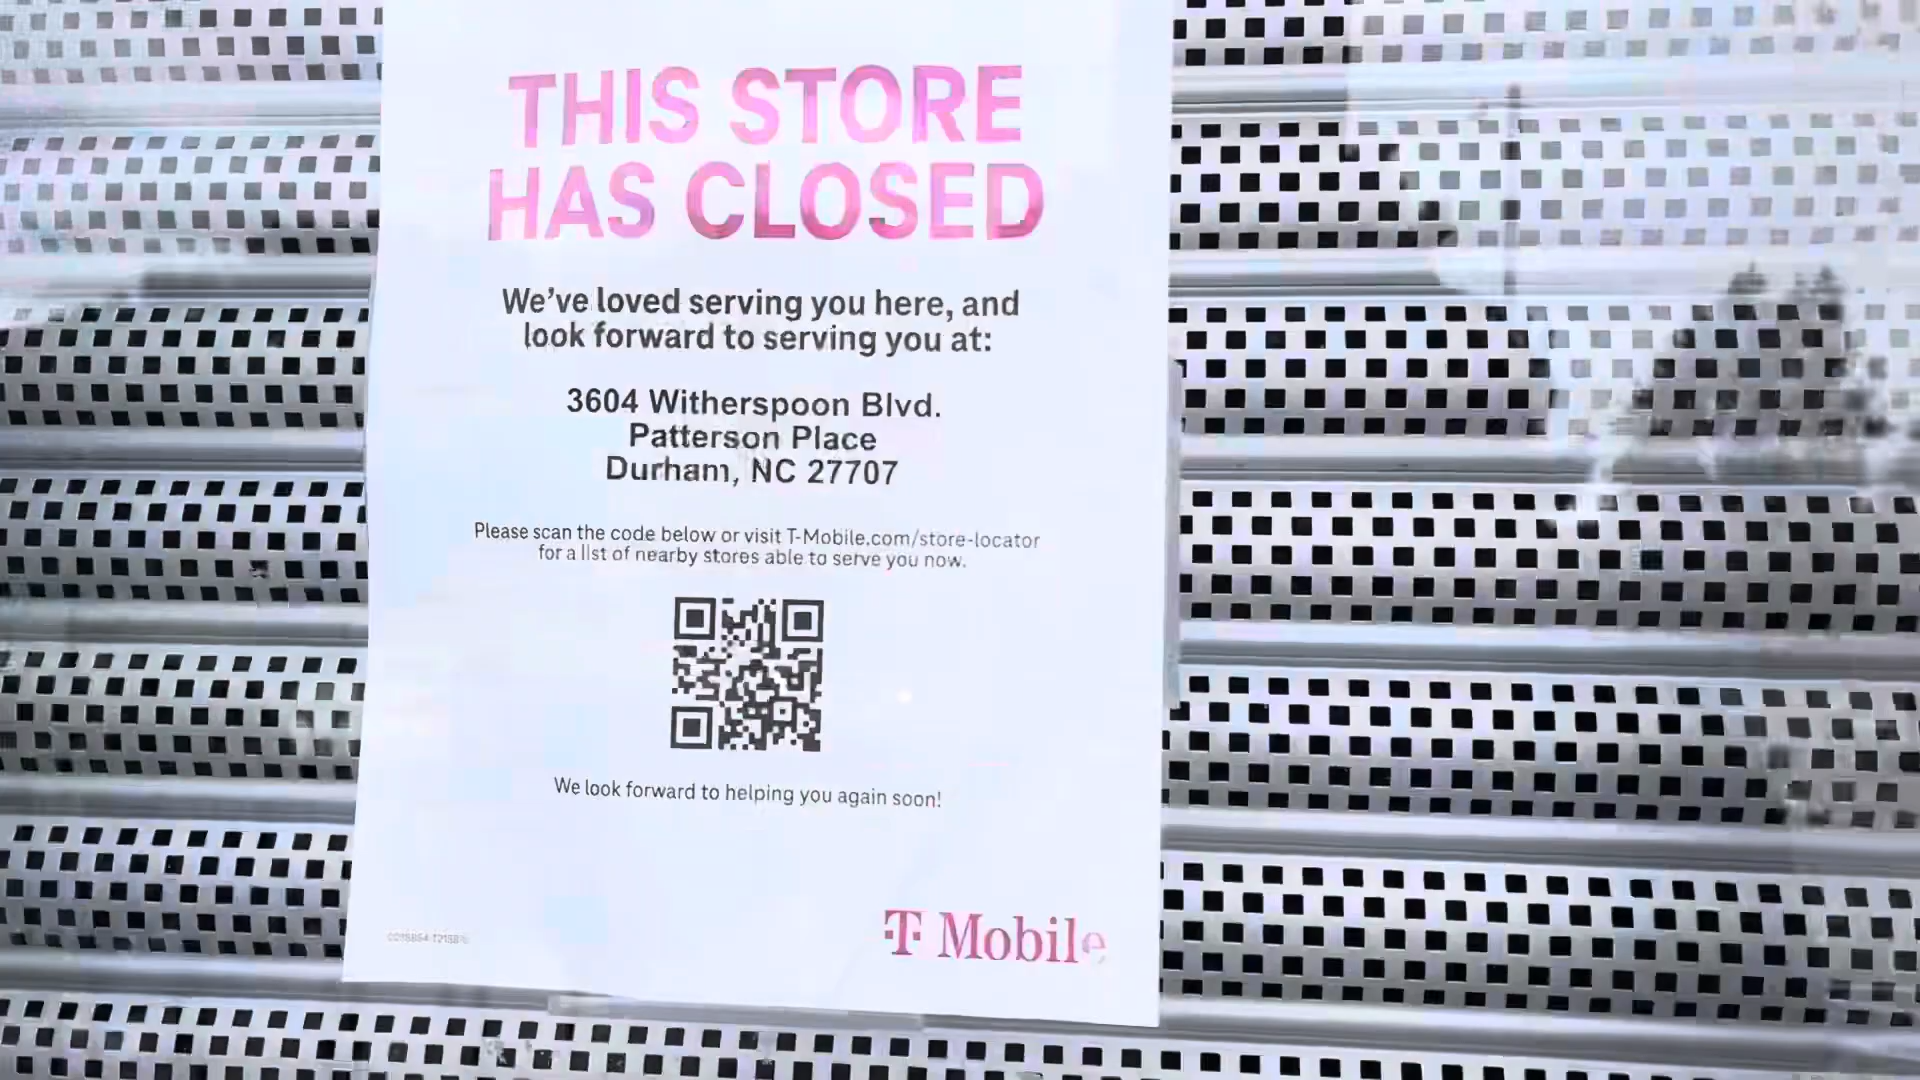 THIS STORE
HAS CLOSED
We've loved serving you here, and
look forward to serving you at:
3604 Witherspoon Blvd.
Patterson Place
Durham, NC 27707
Please scan the code below or visit T-Mobile.com/store-locator
for a list of nearby stores able to serve you now.
We look forward to helping you again soon!
T Mobile